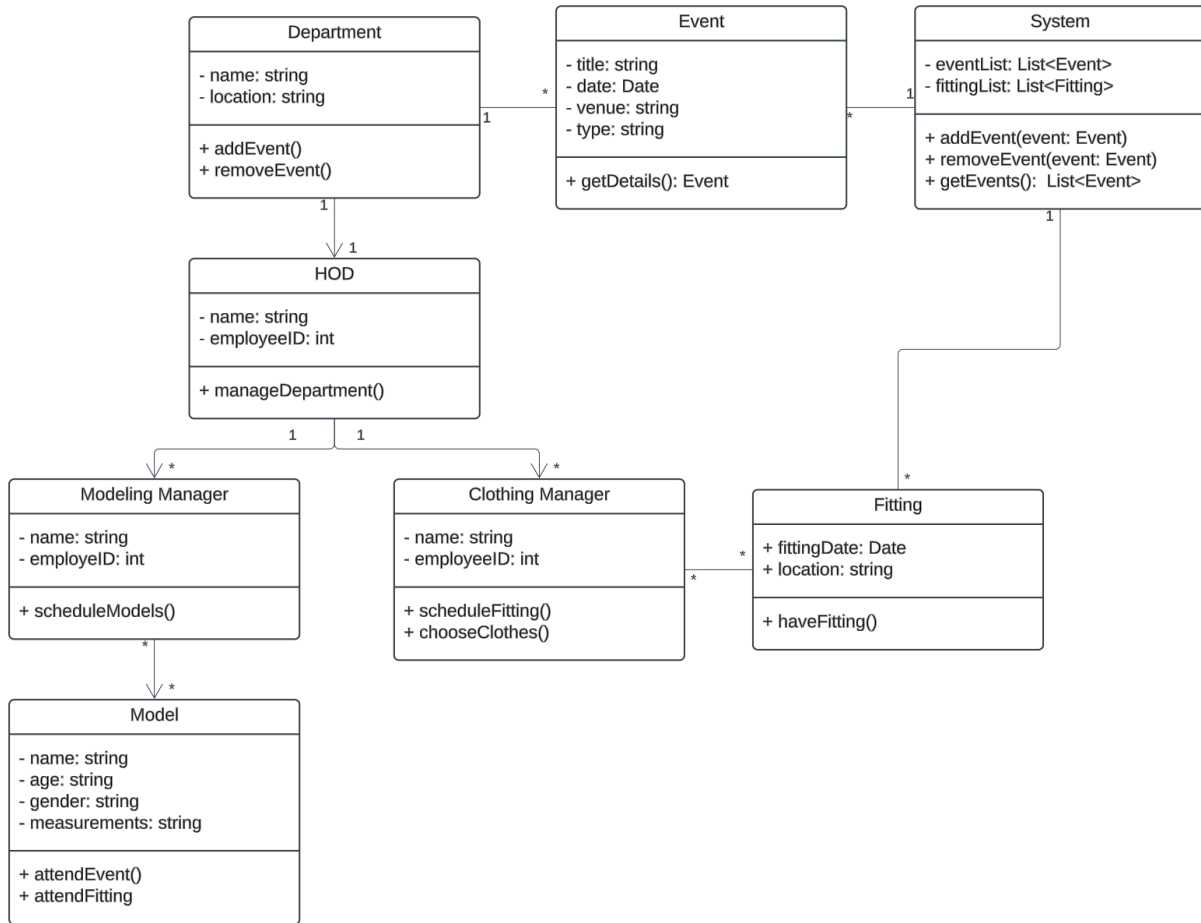 Department
- name: string
- location: string
+ addEvent()
+ removeEvent()
1
*
Event
- title: string
- date: Date
- venue: string
- type: string
+ getDetails(): Event
*
1
System
- eventList: List<Event>
- fittingList: List<Fitting>
+ addEvent(event: Event)
+ removeEvent(event: Event)
+ getEvents():  List<Event>
1
1
1
HOD
- name: string
- employeeID: int
+ manageDepartment()
1
1
*
*
*
Modeling Manager
- name: string
- employeID: int
+ scheduleModels()
Clothing Manager
- name: string
- employeeID: int
+ scheduleFitting()
+ chooseClothes()
*
*
Fitting
+ fittingDate: Date
+ location: string
+ haveFitting()
*
*
Model
- name: string
- age: string
- gender: string
- measurements: string
+ attendEvent()
+ attendFitting